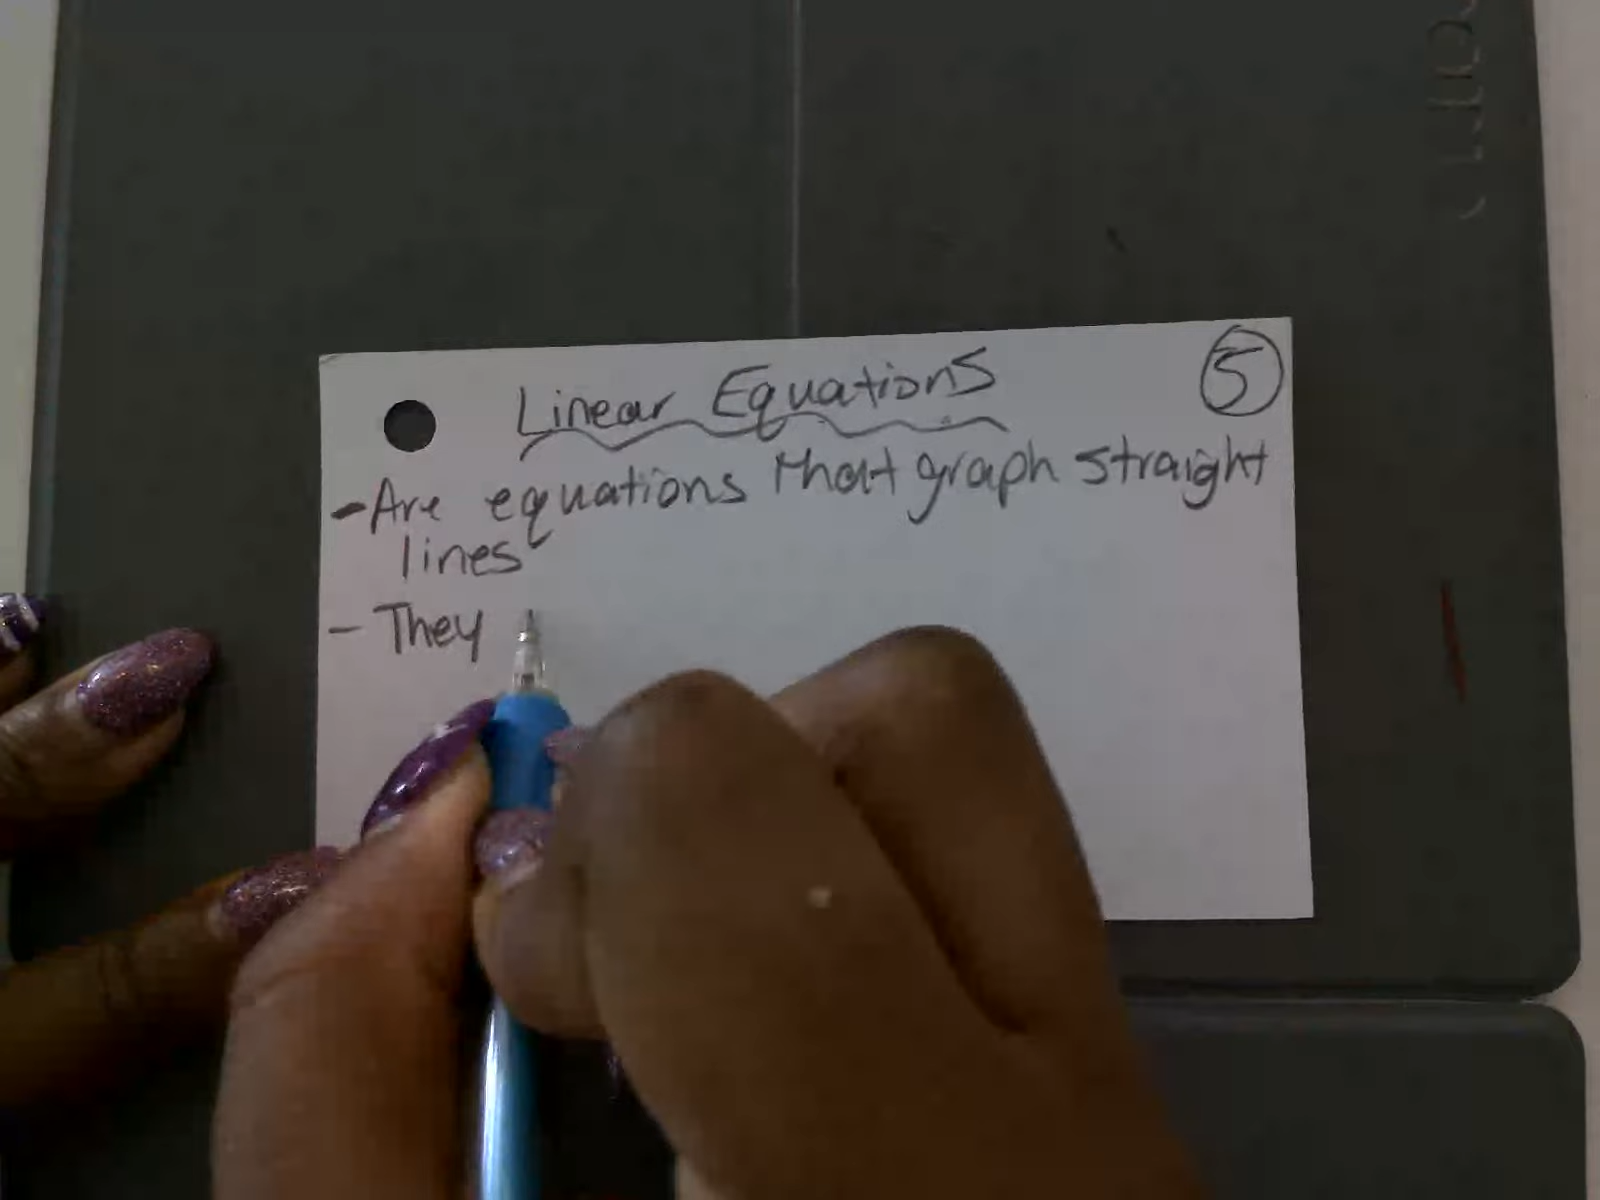 Linear Equations
5
-Are equations that graph straight
lines
- They